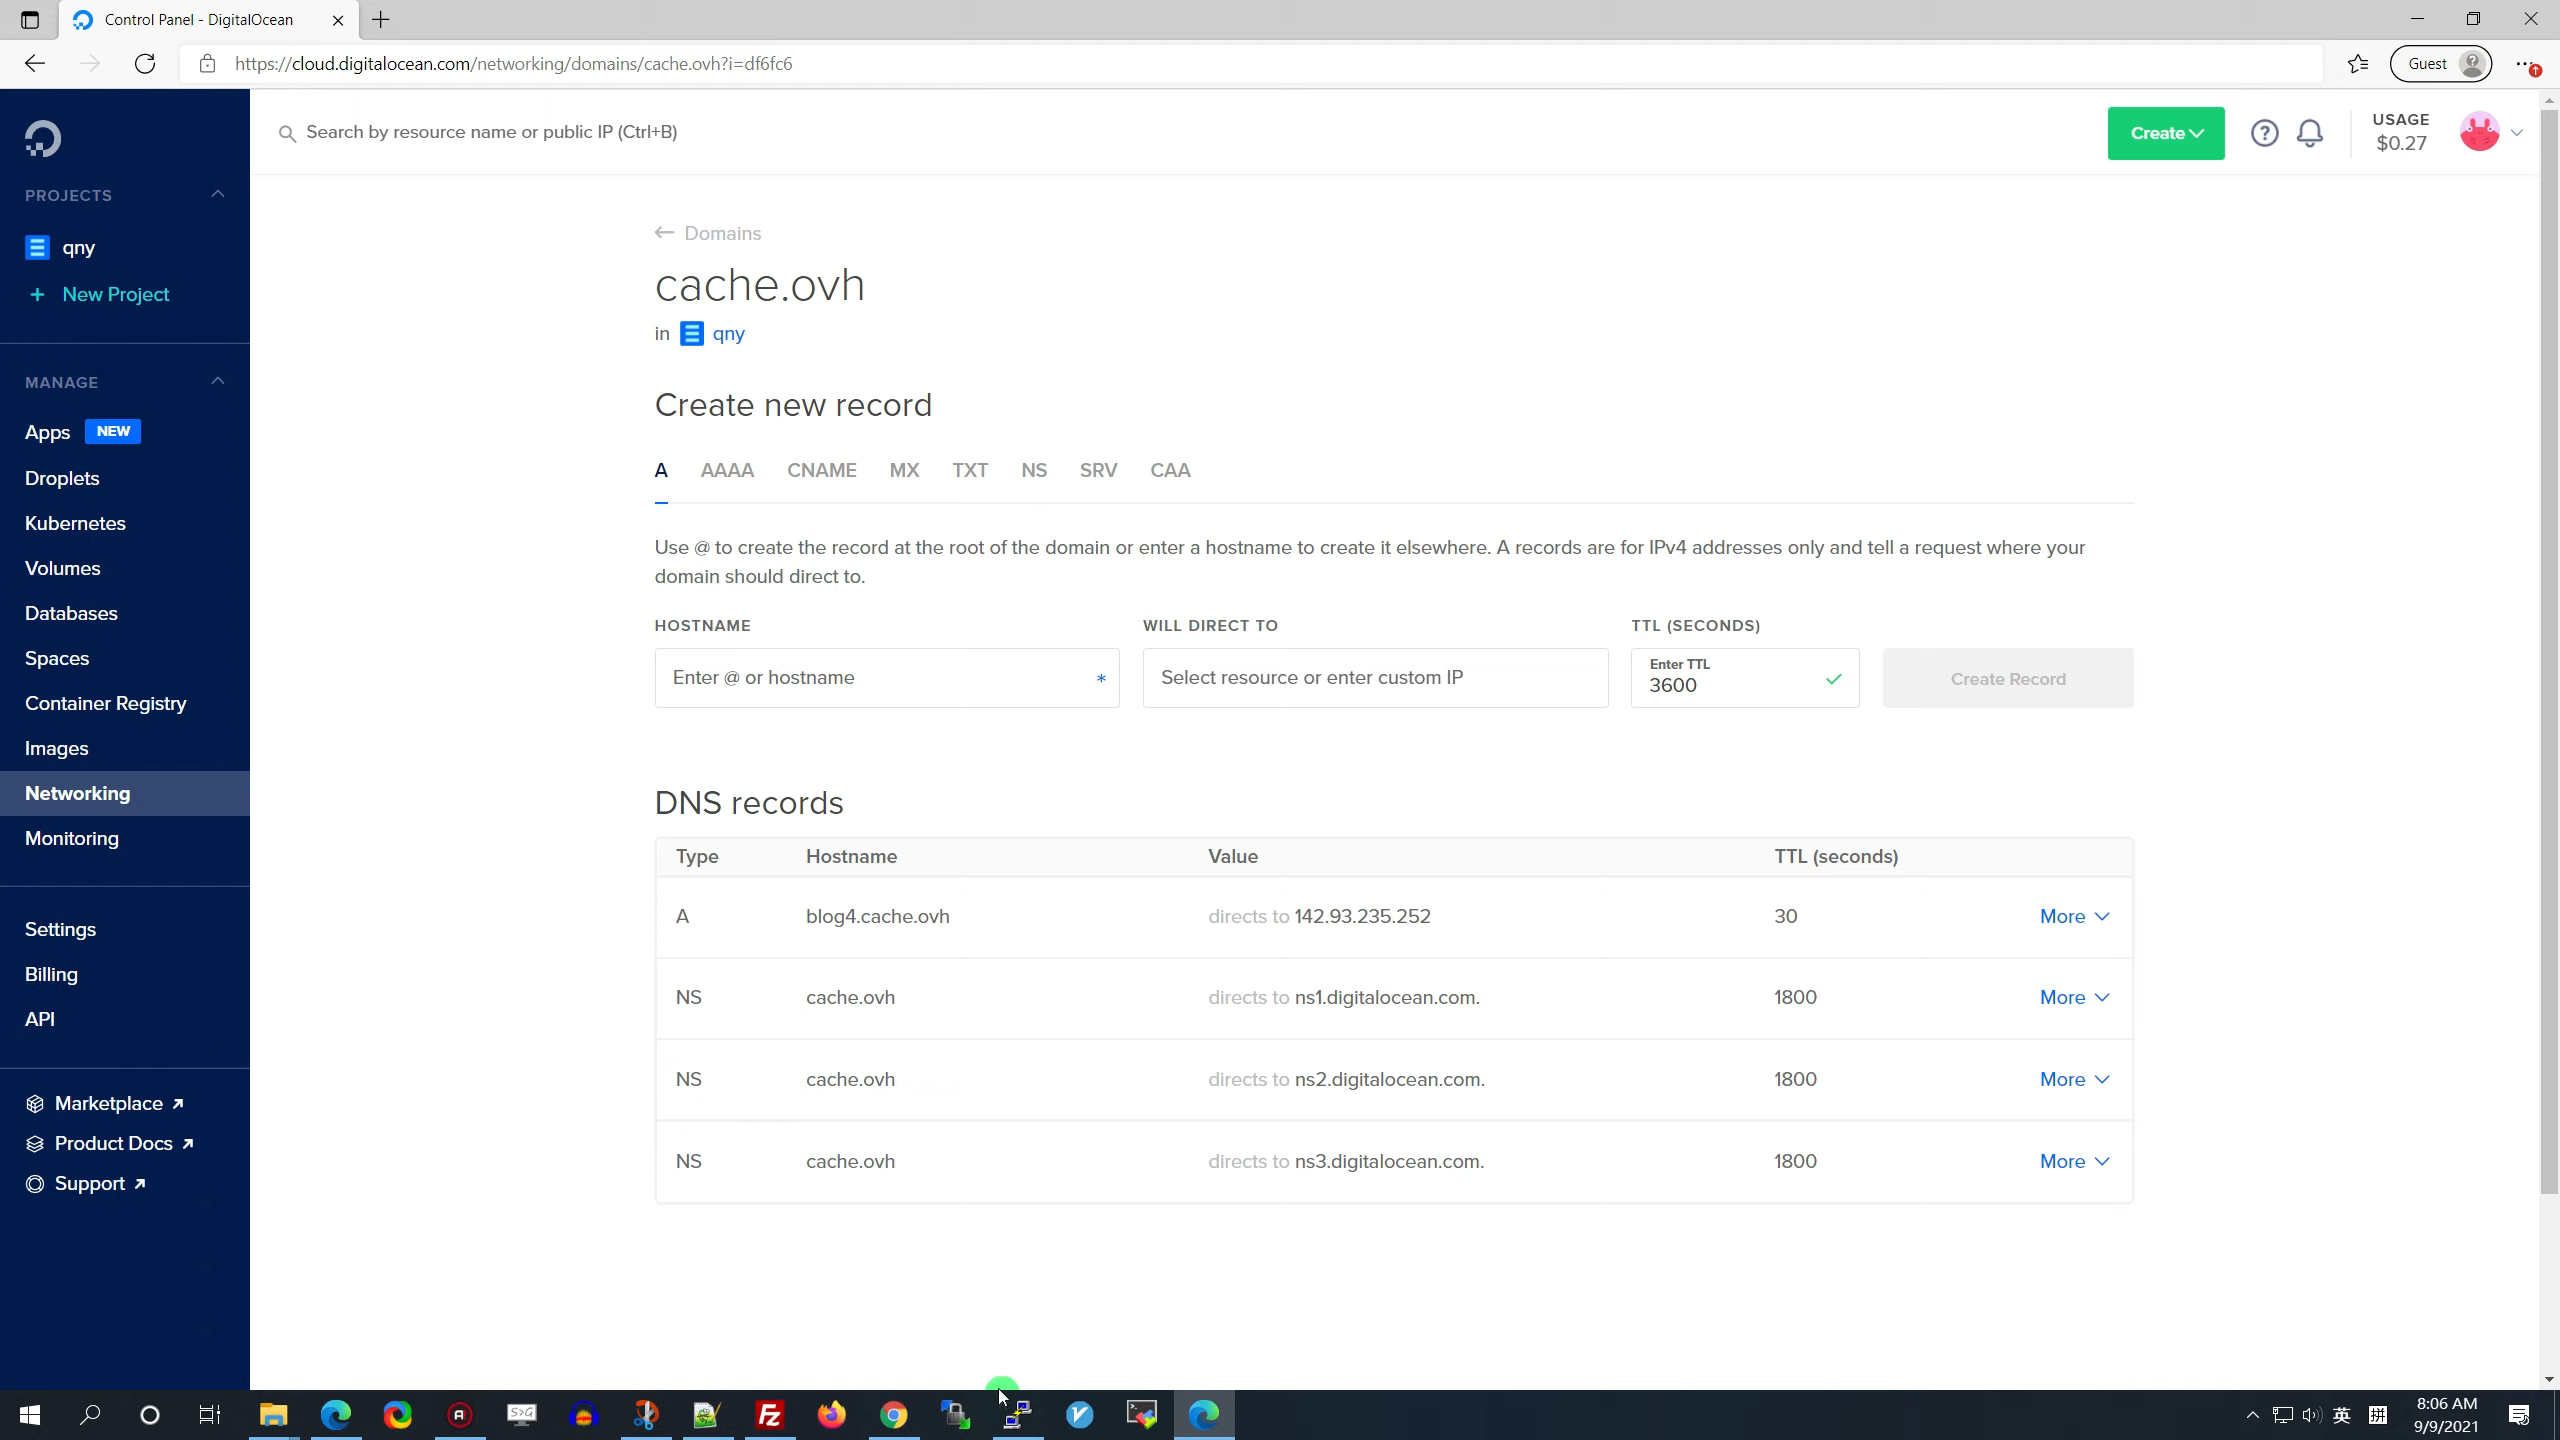 Control Panel - DigitalOcean
https://cloud.digitalocean.com/networking/domains/cache.ovh?i=df6fc6
Guest
Search by resource name or public IP (Ctrl+B)
Create
USAGE
$0.27
PROJECTS
qny
+ New Project
MANAGE
Apps NEW
Droplets
Kubernetes
Volumes
Databases
Spaces
Container Registry
Images
Networking
Monitoring
Settings
Billing
API
Marketplace
Product Docs
Support
← Domains
cache.ovh
in qny
Create new record
A AAAA CNAME MX TXT NS SRV CAA
Use @ to create the record at the root of the domain or enter a hostname to create it elsewhere. A records are for IPv4 addresses only and tell a request where your
domain should direct to.
HOSTNAME WILL DIRECT TO TTL (SECONDS)
Enter @ or hostname * Select resource or enter custom IP Enter TTL
3600
Create Record
DNS records
Type Hostname Value TTL (seconds)
A blog4.cache.ovh directs to 142.93.235.252 30 More
NS cache.ovh directs to ns1.digitalocean.com. 1800 More
NS cache.ovh directs to ns2.digitalocean.com. 1800 More
NS cache.ovh directs to ns3.digitalocean.com. 1800 More
S>G
FZ
英 拼
8:06 AM
9/9/2021